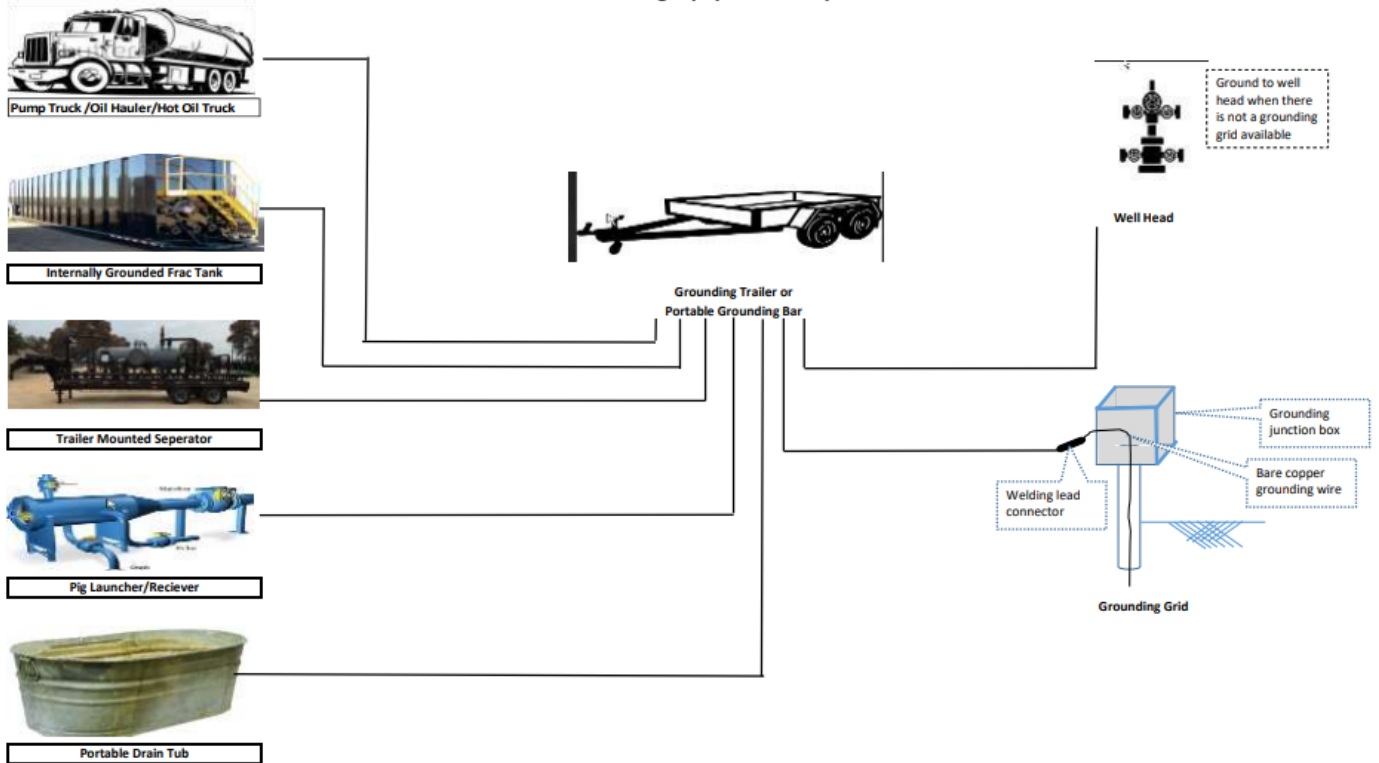 Pump Truck /Oil Hauler/Hot Oil Truck
Internally Grounded Frac Tank
Trailer Mounted Seperator
Pig Launcher/Reciever
Portable Drain Tub
Grounding Trailer or
Portable Grounding Bar
Ground to well
head when there
is not a grounding
grid available
Well Head
Grounding
junction box
Bare copper
grounding wire
Welding lead
connector
Grounding Grid